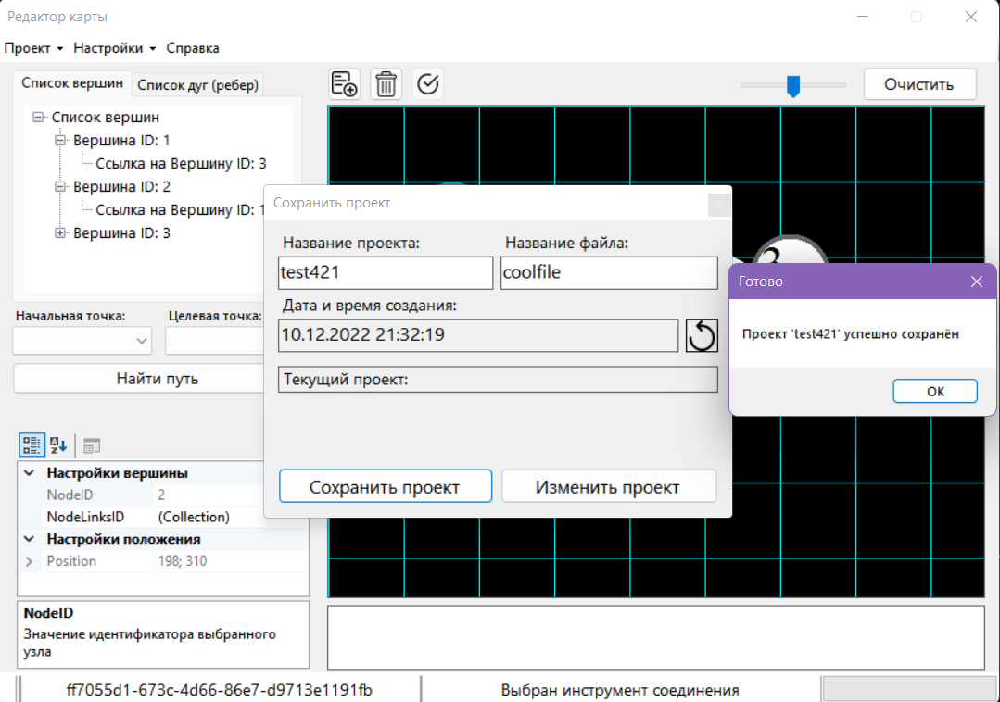 Редактор карты
Проект Настройки Справка
Список вершин Список дуг (ребер)
Очистить
Список вершин
Вершина ID: 1
Ссылка на Вершину ID: 3
Вершина ID: 2
Ссылка на Вершину ID: 1
Вершина ID: 3
Начальная точка: Целевая точка:
Найти путь
Настройки вершины
NodeID 2
NodeLinksID (Collection)
Настройки положения
Position 198; 310
NodeID
Значение идентификатора выбранного
узла
Сохранить проект
Название проекта: Название файла:
test421 coolfile
Дата и время создания:
10.12.2022 21:32:19
Текущий проект:
Сохранить проект Изменить проект
Готово
Проект 'test421' успешно сохранён
OK
ff7055d1-673c-4d66-86e7-d9713e1191fb Выбран инструмент соединения